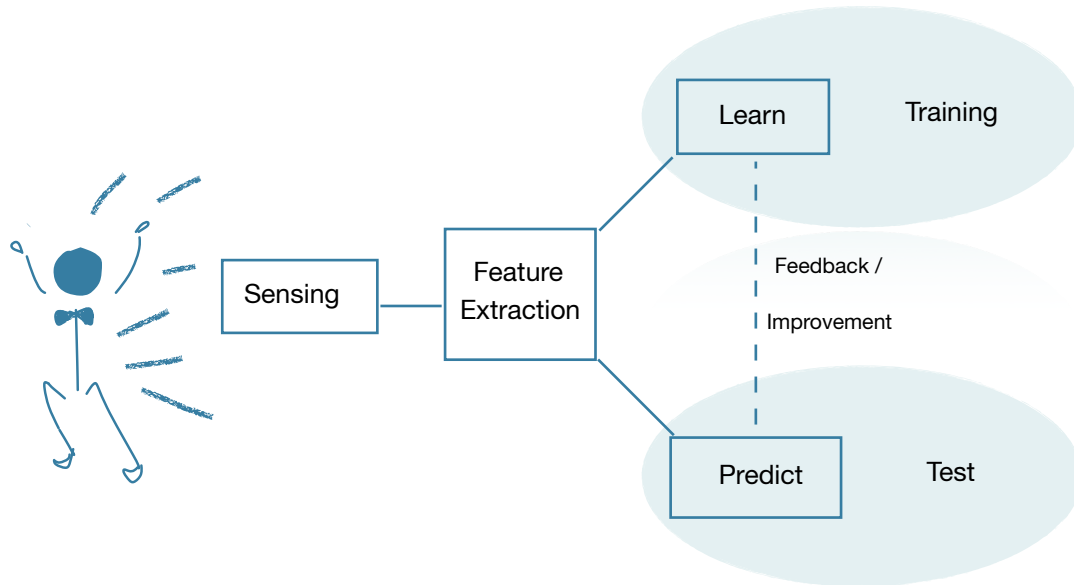 Learn
Training
Sensing
Feature
Extraction
Feedback /
Improvement
Predict
Test